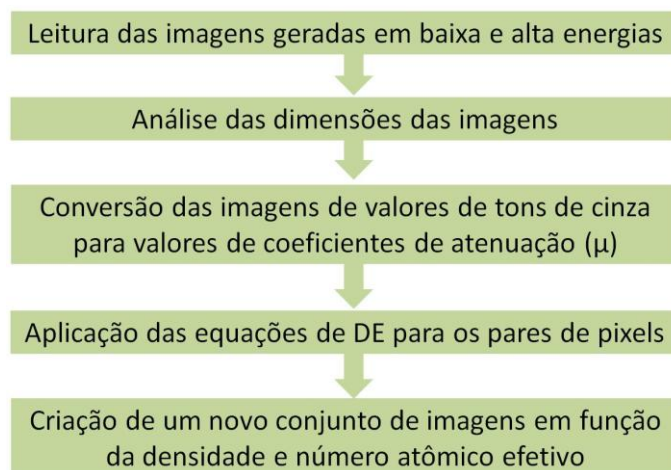 Leitura das imagens geradas em baixa e alta energias
Análise das dimensões das imagens
Conversão das imagens de valores de tons de cinza
para valores de coeficientes de atenuação (µ)
Aplicação das equações de DE para os pares de pixels
Criação de um novo conjunto de imagens em função
da densidade e número atômico efetivo